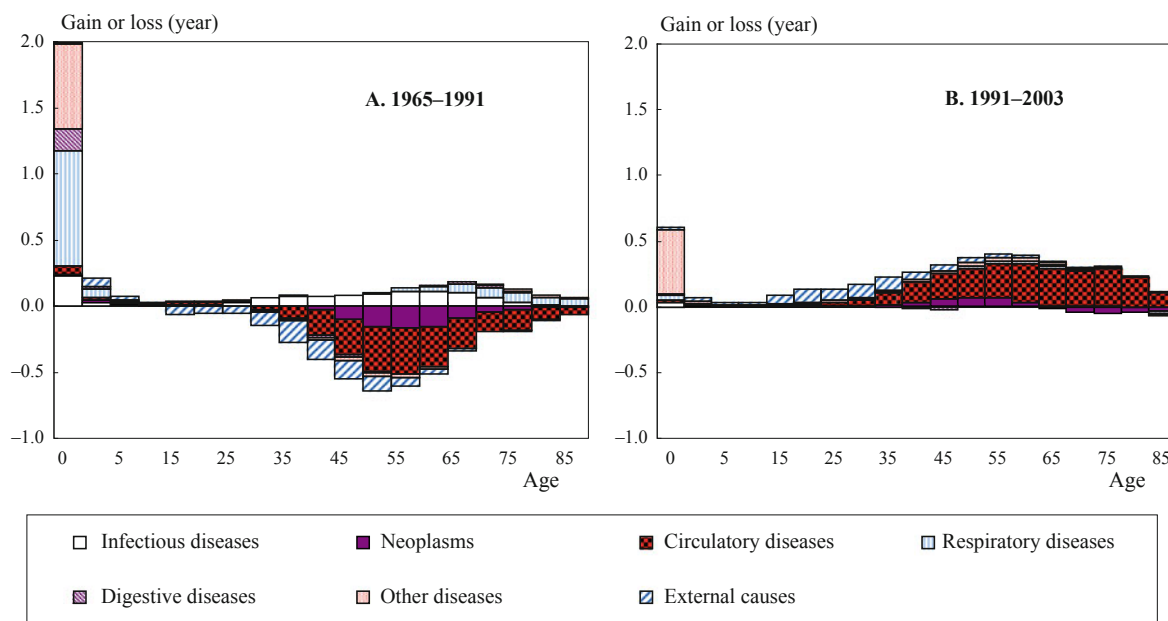 Gain or loss (year)
2.0
1.5
1.0
0.5
0.0
–0.5
–1.0
A. 1965–1991
0 5 15 25 35 45 55 65 75 85
Age
Gain or loss (year)
2.0
1.5
1.0
0.5
0.0
–0.5
–1.0
B. 1991–2003
0 5 15 25 35 45 55 65 75 85
Age
Infectious diseases Neoplasms Circulatory diseases Respiratory diseases
Digestive diseases Other diseases External causes